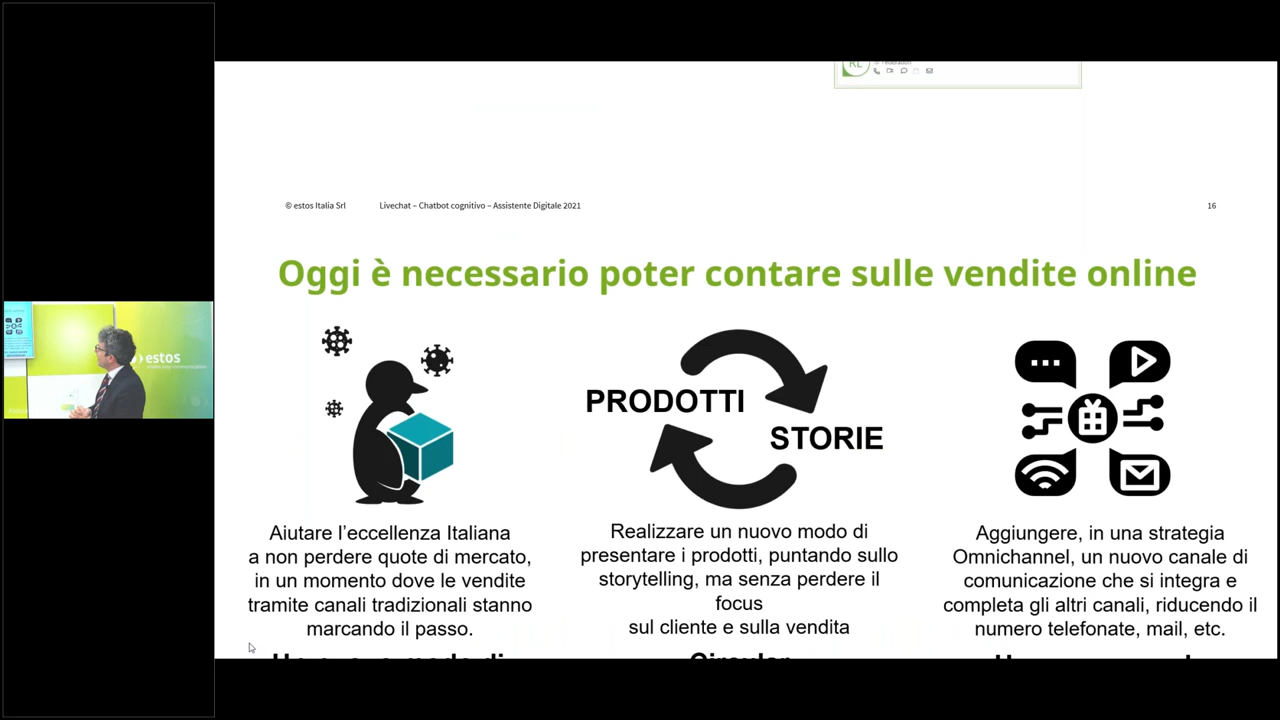 RL
© estos Italia Srl
Livechat – Chatbot cognitivo – Assistente Digitale 2021
16
Oggi è necessario poter contare sulle vendite online
PRODOTTI
STORIE
estos
Aiutare l'eccellenza Italiana
a non perdere quote di mercato,
in un momento dove le vendite
tramite canali tradizionali stanno
marcando il passo.
Realizzare un nuovo modo di
presentare i prodotti, puntando sullo
storytelling, ma senza perdere il
focus
sul cliente e sulla vendita
Aggiungere, in una strategia
Omnichannel, un nuovo canale di
comunicazione che si integra e
completa gli altri canali, riducendo il
numero telefonate, mail, etc.